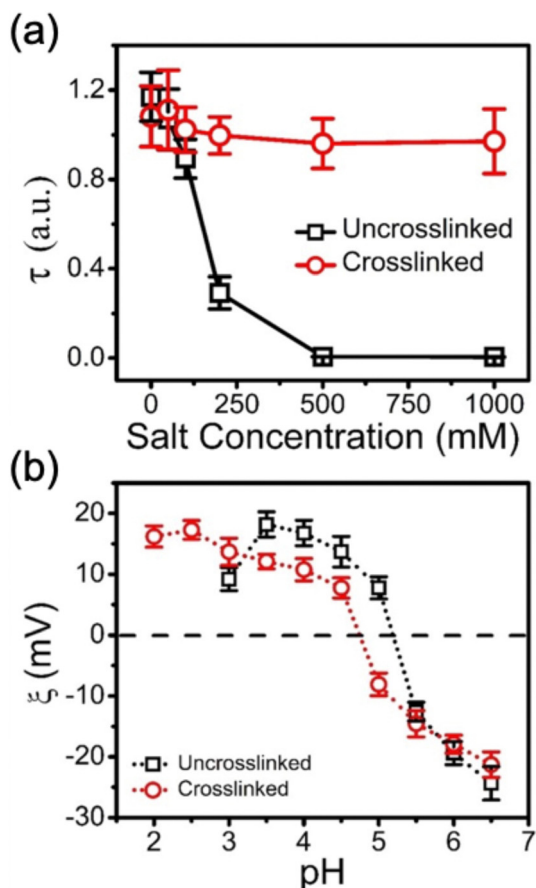 (a)
1.2
0.8
0.4
0.0
τ (a.u.)
Uncrosslinked
Crosslinked
0 250 500 750 1000
Salt Concentration (mM)
(b)
20
10
0
-10
-20
-30
ξ (mV)
Uncrosslinked
Crosslinked
2 3 4 5 6 7
pH